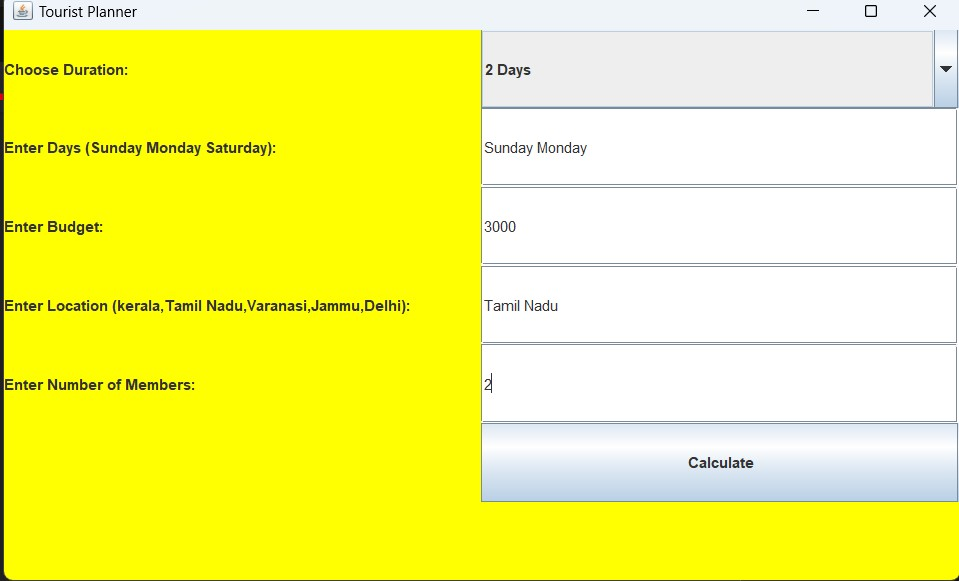 Tourist Planner
Choose Duration: 2 Days
Enter Days (Sunday Monday Saturday): Sunday Monday
Enter Budget: 3000
Enter Location (kerala,Tamil Nadu,Varanasi,Jammu,Delhi): Tamil Nadu
Enter Number of Members: 2
Calculate